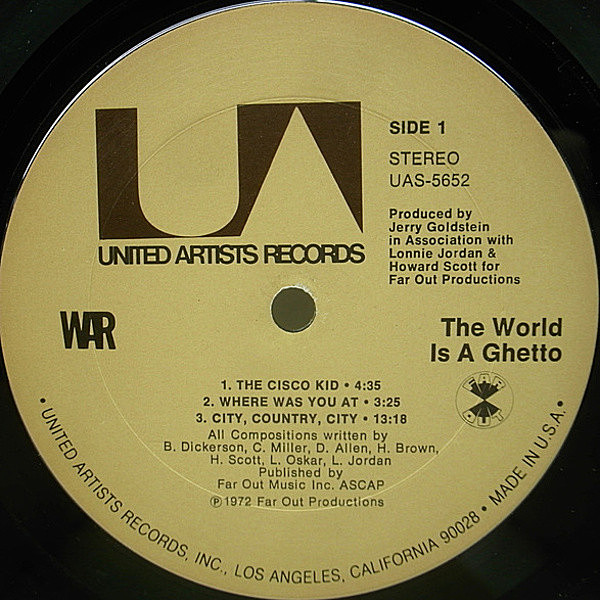 UA
UNITED ARTISTS RECORDS
SIDE 1
STEREO
UAS-5652
Produced by
Jerry Goldstein
in Association with
Lonnie Jordan &
Howard Scott for
Far Out Productions
WAR
The World
Is A Ghetto
FAR
OUT
1. THE CISCO KID • 4:35
2. WHERE WAS YOU AT • 3:25
3. CITY, COUNTRY, CITY • 13:18
All Compositions written by
B. Dickerson, C. Miller, D. Allen, H. Brown,
H. Scott, L. Oskar, L. Jordan
Published by
Far Out Music Inc. ASCAP
℗ 1972 Far Out Productions
• UNITED ARTISTS RECORDS, INC., LOS ANGELES, CALIFORNIA 90028 • MADE IN U.S.A. •